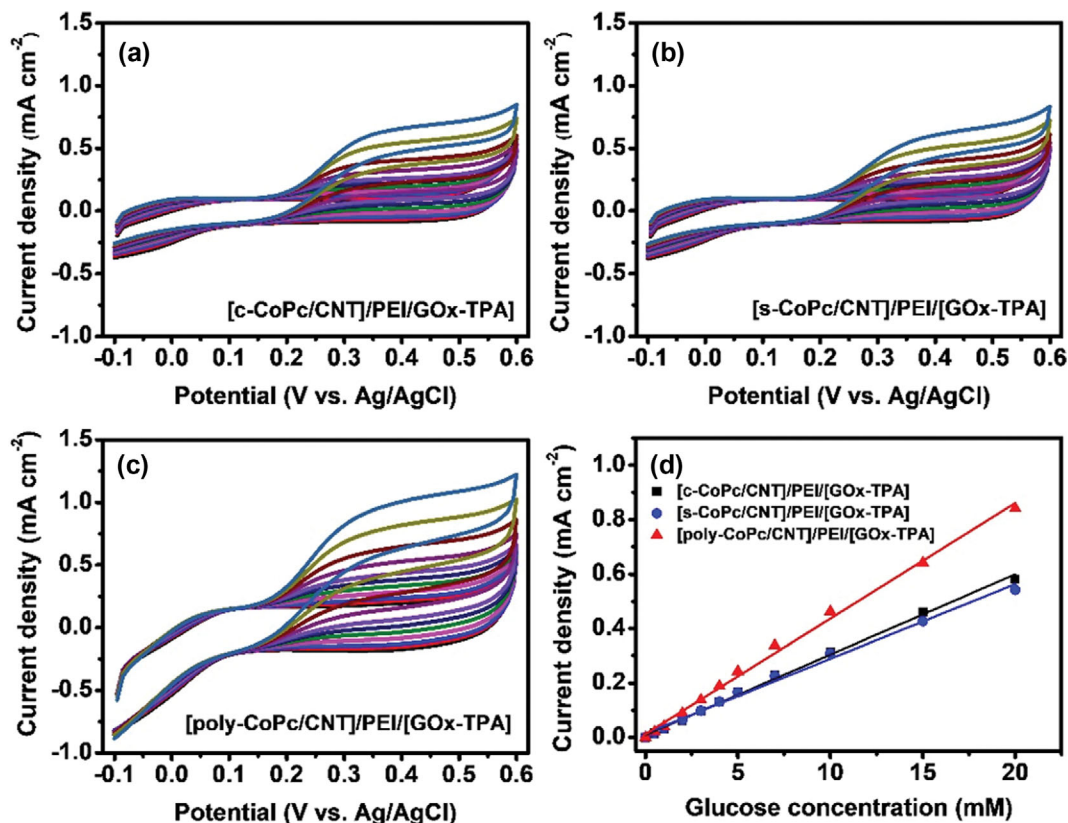 (a)
1.5
1.0
0.5
0.0
-0.5
-1.0
Current density (mA cm-2)
[c-CoPc/CNT]/PEI/GOx-TPA]
-0.1 0.0 0.1 0.2 0.3 0.4 0.5 0.6
Potential (V vs. Ag/AgCl)
(b)
1.5
1.0
0.5
0.0
-0.5
-1.0
Current density (mA cm-2)
[s-CoPc/CNT]/PEI/[GOx-TPA]
-0.1 0.0 0.1 0.2 0.3 0.4 0.5 0.6
Potential (V vs. Ag/AgCl)
(c)
1.5
1.0
0.5
0.0
-0.5
-1.0
Current density (mA cm-2)
[poly-CoPc/CNT]/PEI/[GOx-TPA]
-0.1 0.0 0.1 0.2 0.3 0.4 0.5 0.6
Potential (V vs. Ag/AgCl)
(d)
1.0
0.8
0.6
0.4
0.2
0.0
Current density (mA cm-2)
[c-CoPc/CNT]/PEI/[GOx-TPA]
[s-CoPc/CNT]/PEI/[GOx-TPA]
[poly-CoPc/CNT]/PEI/[GOx-TPA]
0 5 10 15 20
Glucose concentration (mM)